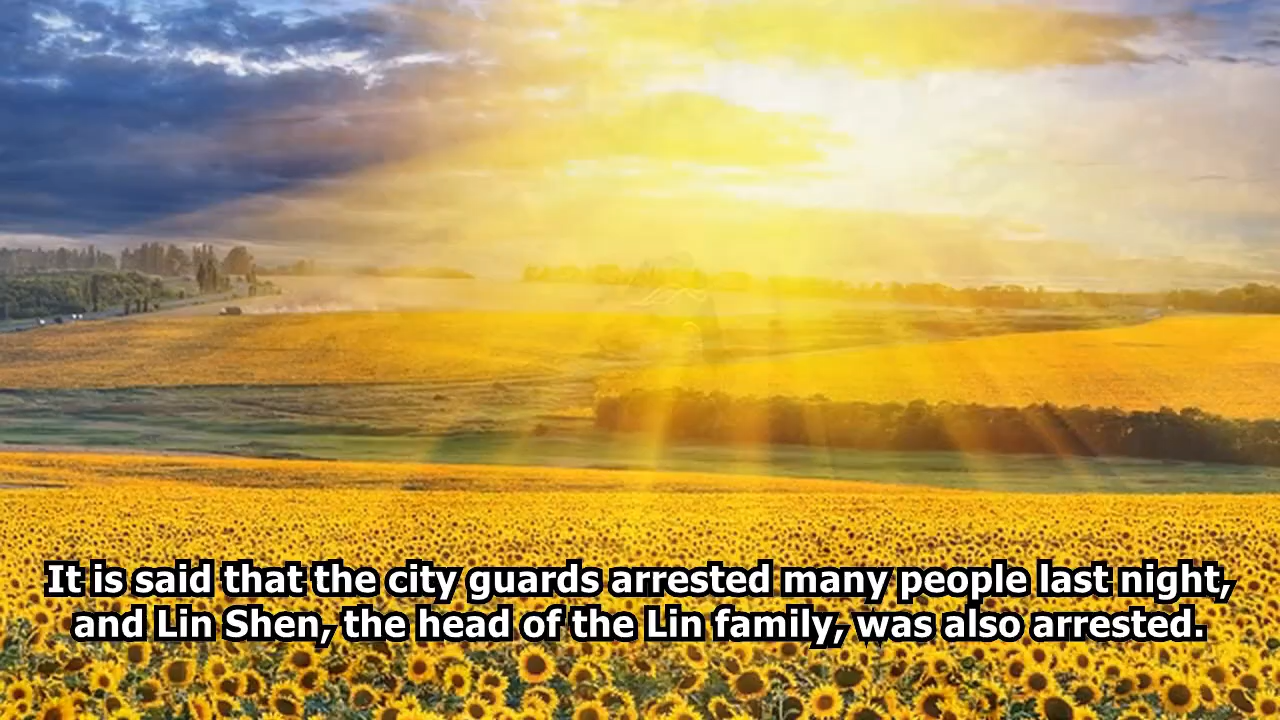 It is said that the city guards arrested many people last night,
and Lin Shen, the head of the Lin family, was also arrested.